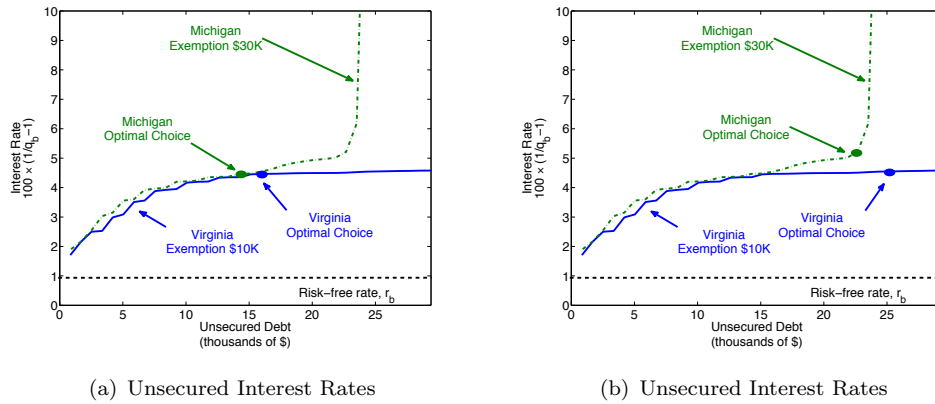 10
9
8
7
6
5
4
3
2
1
0
Interest Rate
100 × (1/q_b−1)
Michigan
Exemption $30K
Michigan
Optimal Choice
Virginia
Exemption $10K
Virginia
Optimal Choice
Risk−free rate, r_b
0 5 10 15 20 25
Unsecured Debt
(thousands of $)
(a) Unsecured Interest Rates
10
9
8
7
6
5
4
3
2
1
0
Interest Rate
100 × (1/q_b−1)
Michigan
Exemption $30K
Michigan
Optimal Choice
Virginia
Optimal Choice
Virginia
Exemption $10K
Risk−free rate, r_b
0 5 10 15 20 25
Unsecured Debt
(thousands of $)
(b) Unsecured Interest Rates